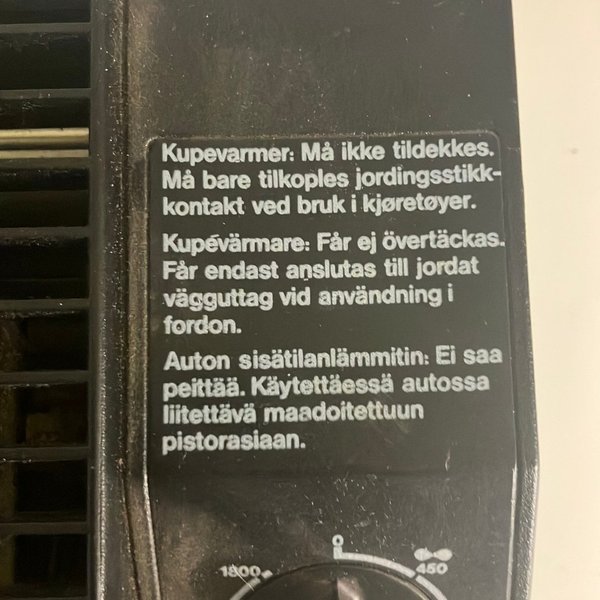 Kupevarmer: Må ikke tildekkes.
Må bare tilkoples jordingsstikk-
kontakt ved bruk i kjøretøyer.
Kupévärmare: Får ej övertäckas.
Får endast anslutas till jordat
vägguttag vid användning i
fordon.
Auton sisätilanlämmitin: Ei saa
peittää. Käytettäessä autossa
liitettävä maadoitettuun
pistorasiaan.
0
1800 450